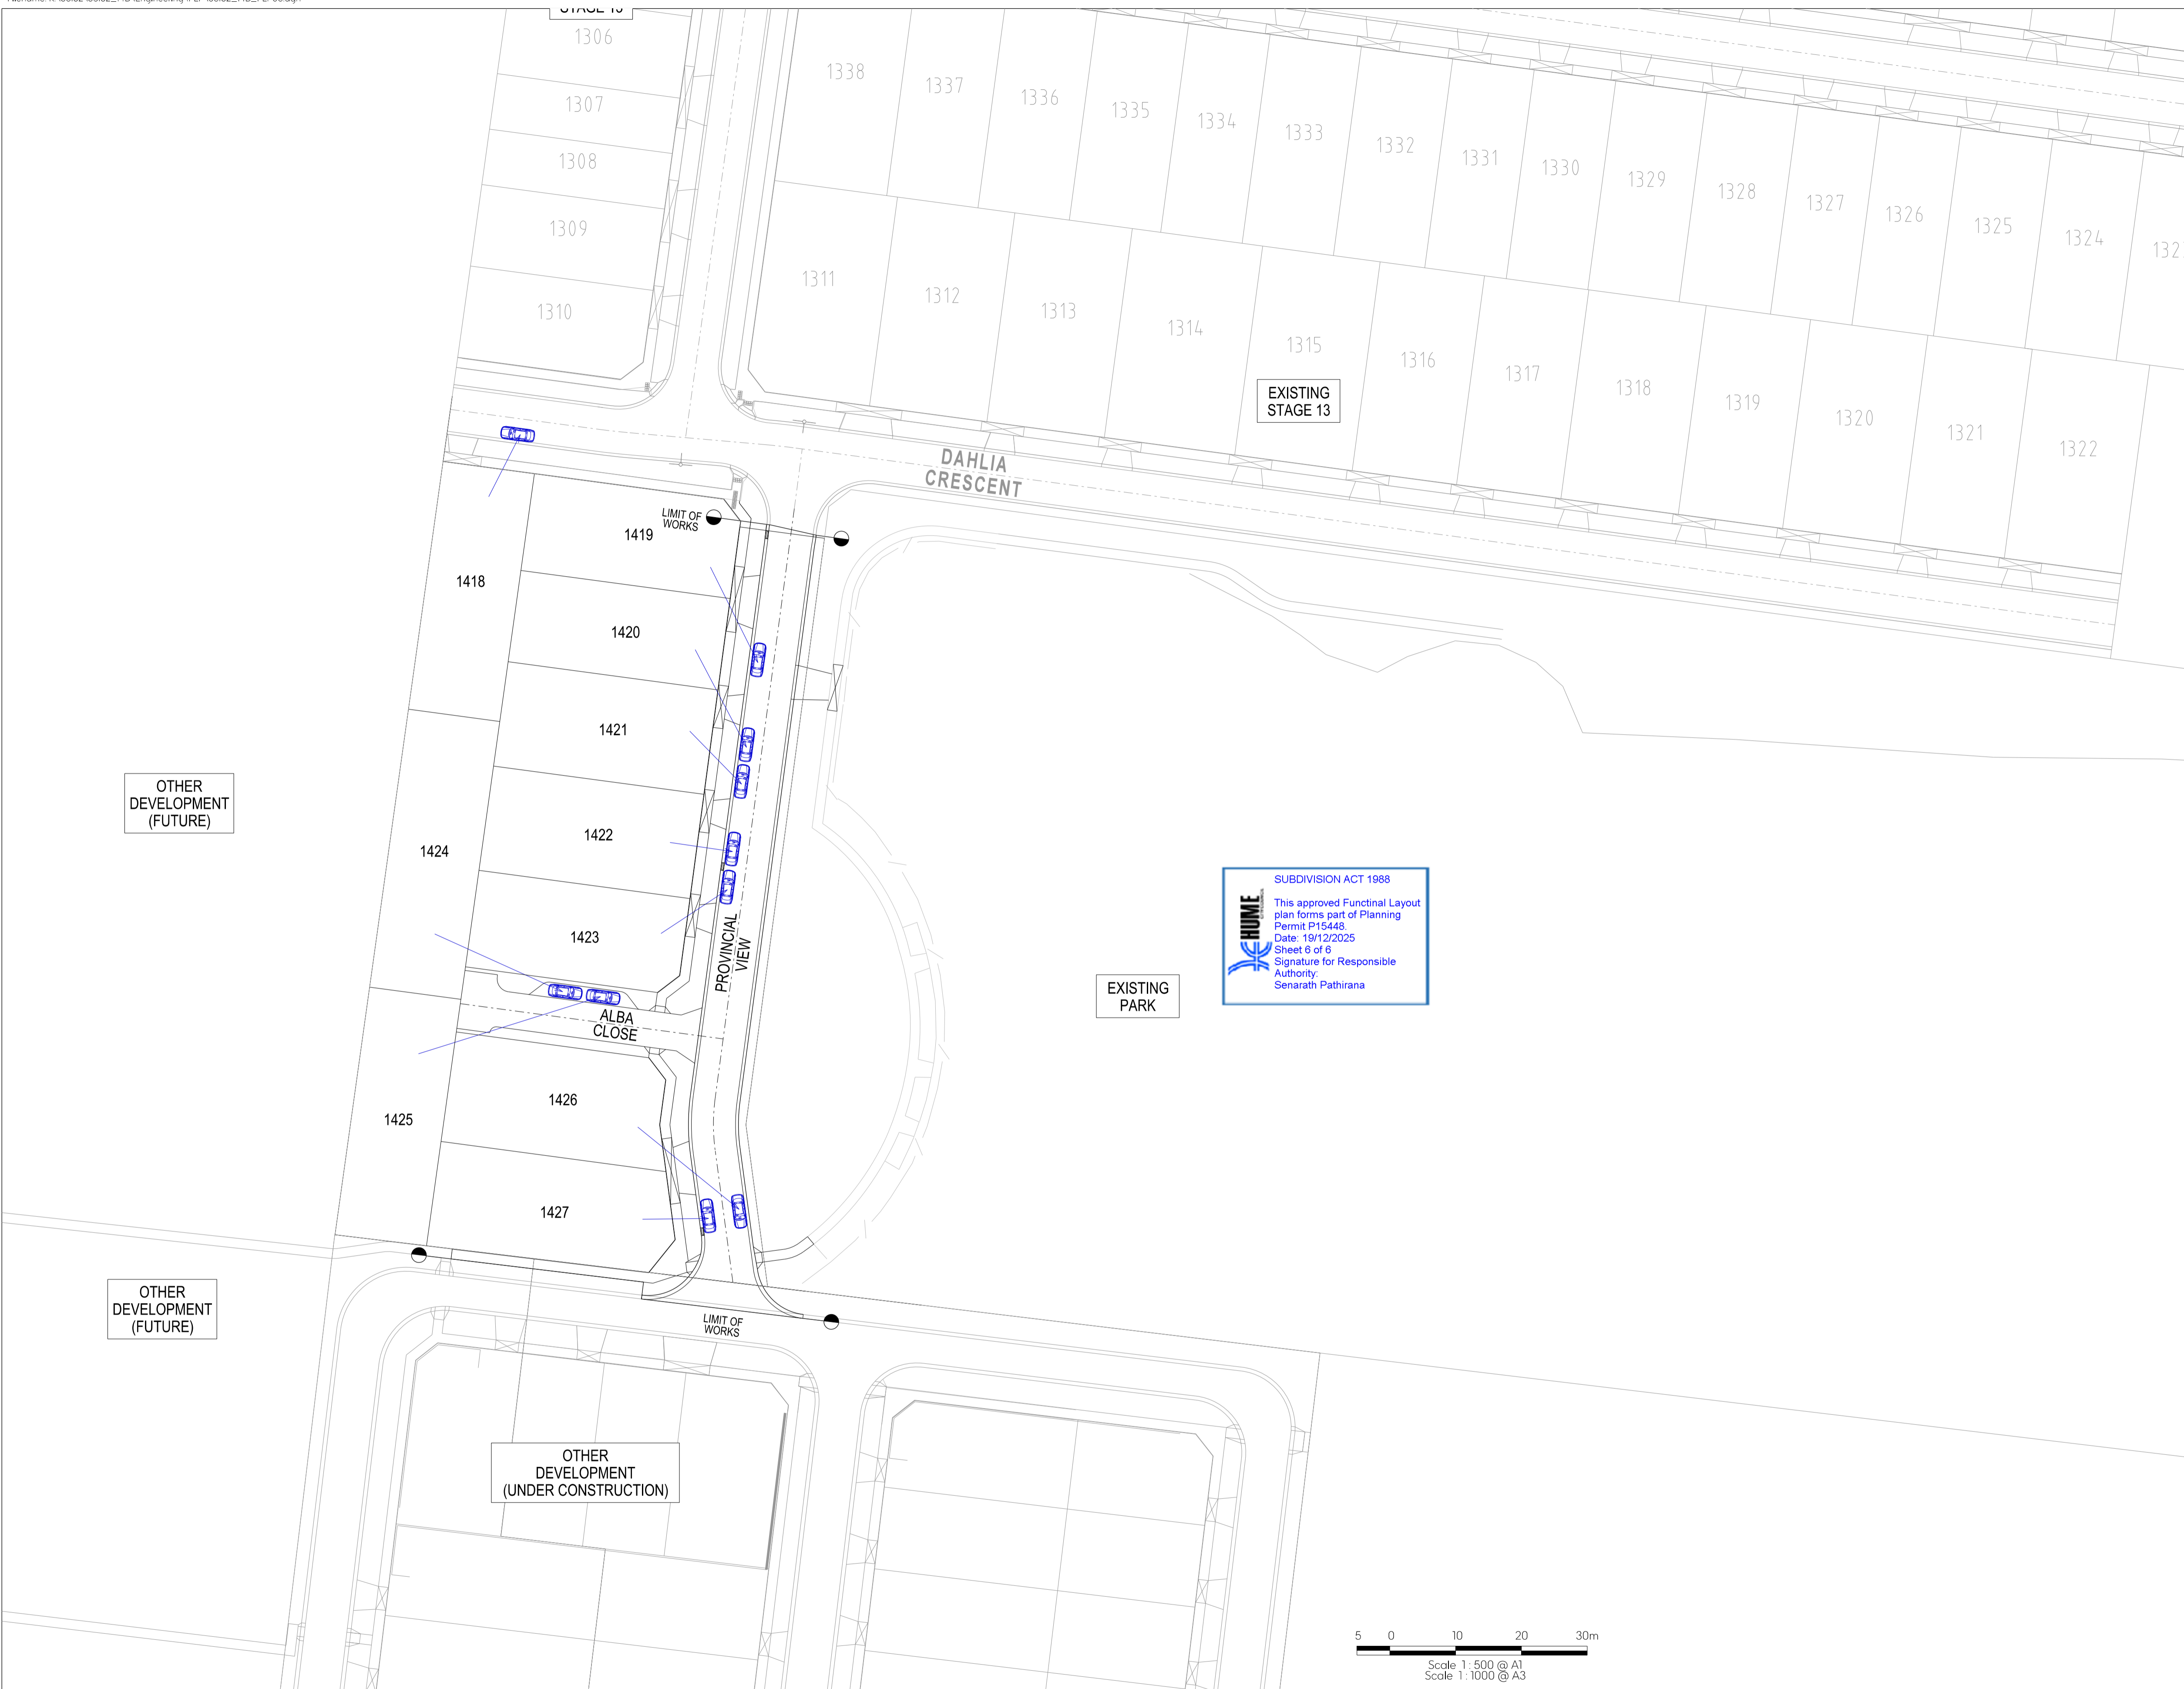 1306
1307
1308
1309
1310
1338
1337
1336
1335
1334
1333
1332
1331
1330
1329
1328
1327
1326
1325
1324
132
1311
1312
1313
1314
1315
1316
1317
1318
1319
1320
1321
1322
EXISTING
STAGE 13
DAHLIA
CRESCENT
LIMIT OF
WORKS
1419
1418
1420
1421
1422
1423
1424
OTHER
DEVELOPMENT
(FUTURE)
PROVINCIAL
VIEW
ALBA
CLOSE
1425
1426
1427
EXISTING
PARK
HUME
SUBDIVISION ACT 1988
This approved Functinal Layout
plan forms part of Planning
Permit P15448.
Date: 19/12/2025
Sheet 6 of 6
Signature for Responsible
Authority:
Senarath Pathirana
OTHER
DEVELOPMENT
(FUTURE)
LIMIT OF
WORKS
OTHER
DEVELOPMENT
(UNDER CONSTRUCTION)
5 0 10 20 30m
Scale 1:500 @ A1
Scale 1:1000 @ A3